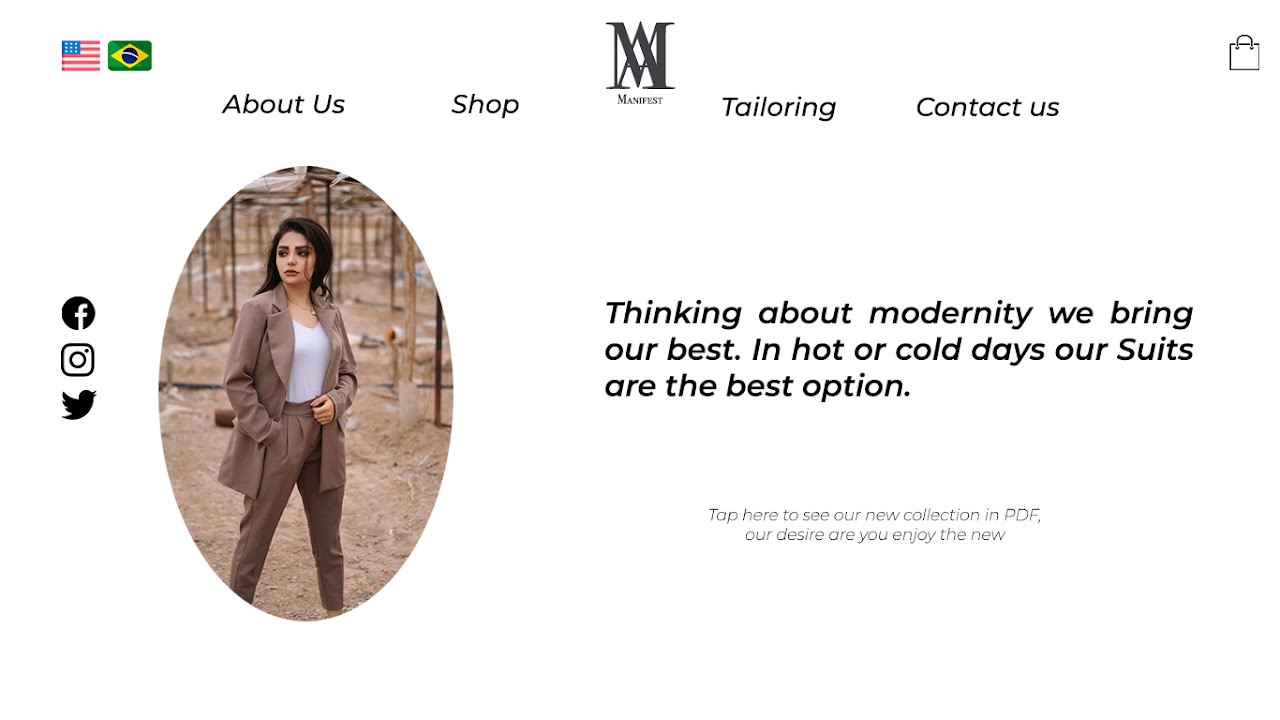 About Us
Shop
MANIFEST
Tailoring
Contact us
Thinking about modernity we bring
our best. In hot or cold days our Suits
are the best option.
Tap here to see our new collection in PDF,
our desire are you enjoy the new